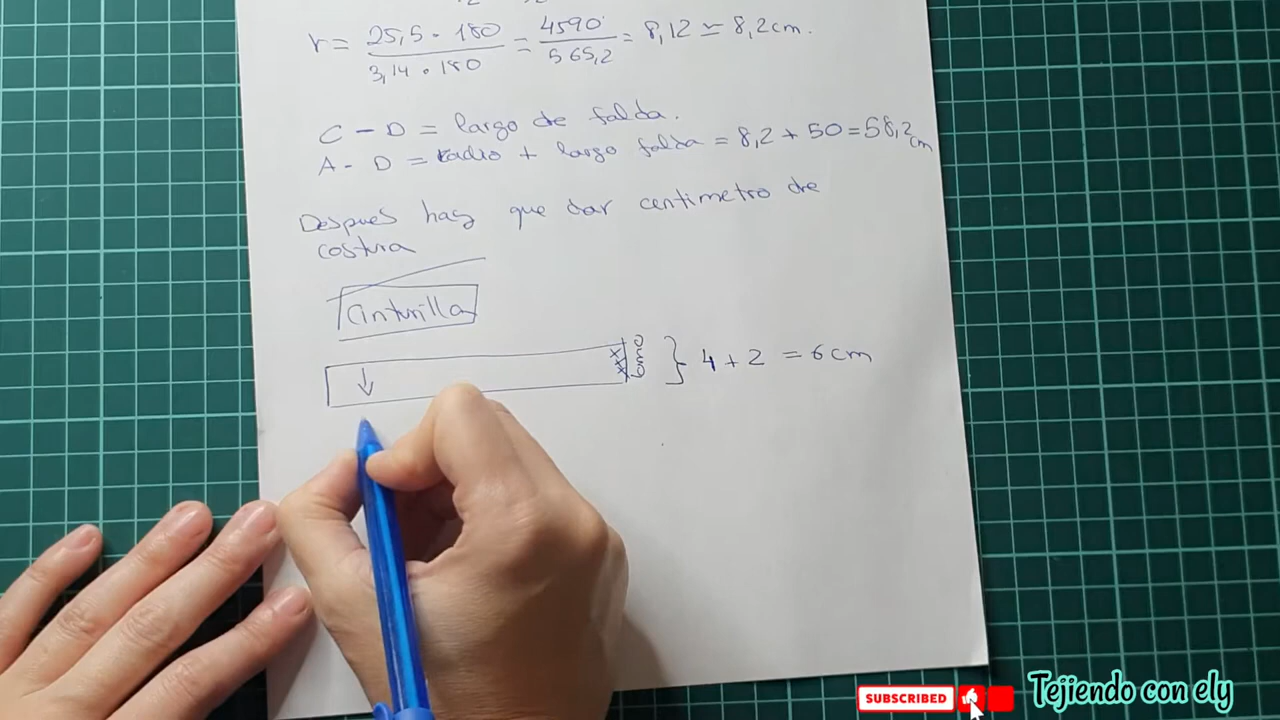 r = 25,5 • 180 / 3,14 • 180 = 4590 / 565,2 = 8,12 ≃ 8,2 cm.
C - D = largo de falda.
A - D = radio + largo falda = 8,2 + 50 = 58,2 cm
Despues hay que dar centimetro de
costura
Cinturilla
6cm } 4 + 2 = 6 cm
SUBSCRIBED
Tejiendo con ely